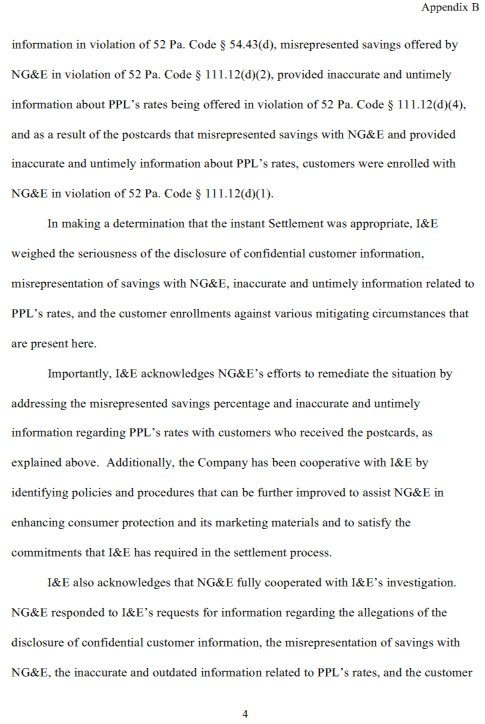 Appendix B
information in violation of 52 Pa. Code § 54.43(d), misrepresented savings offered by
NG&E in violation of 52 Pa. Code § 111.12(d)(2), provided inaccurate and untimely
information about PPL's rates being offered in violation of 52 Pa. Code § 111.12(d)(4),
and as a result of the postcards that misrepresented savings with NG&E and provided
inaccurate and untimely information about PPL's rates, customers were enrolled with
NG&E in violation of 52 Pa. Code § 111.12(d)(1).
In making a determination that the instant Settlement was appropriate, I&E
weighed the seriousness of the disclosure of confidential customer information,
misrepresentation of savings with NG&E, inaccurate and untimely information related to
PPL's rates, and the customer enrollments against various mitigating circumstances that
are present here.
Importantly, I&E acknowledges NG&E's efforts to remediate the situation by
addressing the misrepresented savings percentage and inaccurate and untimely
information regarding PPL's rates with customers who received the postcards, as
explained above. Additionally, the Company has been cooperative with I&E by
identifying policies and procedures that can be further improved to assist NG&E in
enhancing consumer protection and its marketing materials and to satisfy the
commitments that I&E has required in the settlement process.
I&E also acknowledges that NG&E fully cooperated with I&E's investigation.
NG&E responded to I&E's requests for information regarding the allegations of the
disclosure of confidential customer information, the misrepresentation of savings with
NG&E, the inaccurate and outdated information related to PPL's rates, and the customer
4